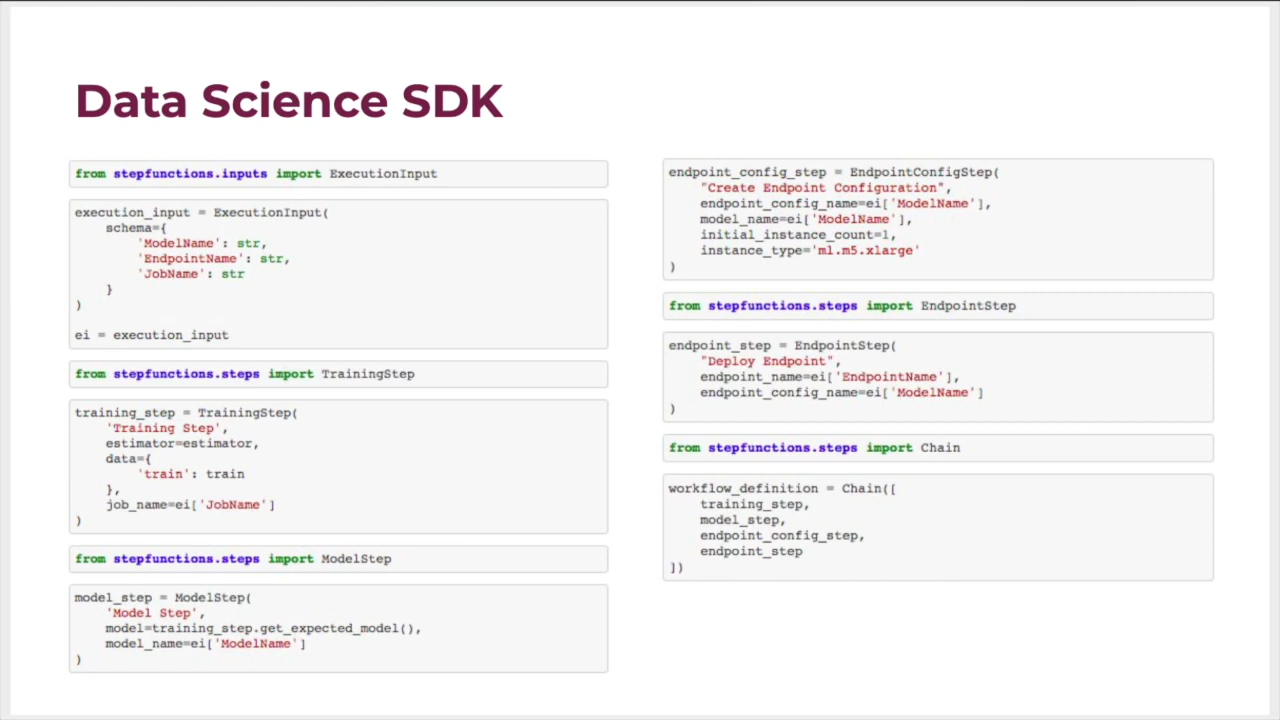 Data Science SDK
from stepfunctions.inputs import ExecutionInput
execution_input = ExecutionInput(
    schema={
        'ModelName': str,
        'EndpointName': str,
        'JobName': str
    }
)
ei = execution_input
from stepfunctions.steps import TrainingStep
training_step = TrainingStep(
    'Training Step',
    estimator=estimator,
    data={
        'train': train
    },
    job_name=ei['JobName']
)
from stepfunctions.steps import ModelStep
model_step = ModelStep(
    'Model Step',
    model=training_step.get_expected_model(),
    model_name=ei['ModelName']
)
endpoint_config_step = EndpointConfigStep(
    "Create Endpoint Configuration",
    endpoint_config_name=ei['ModelName'],
    model_name=ei['ModelName'],
    initial_instance_count=1,
    instance_type='ml.m5.xlarge'
)
from stepfunctions.steps import EndpointStep
endpoint_step = EndpointStep(
    "Deploy Endpoint",
    endpoint_name=ei['EndpointName'],
    endpoint_config_name=ei['ModelName']
)
from stepfunctions.steps import Chain
workflow_definition = Chain([
    training_step,
    model_step,
    endpoint_config_step,
    endpoint_step
])